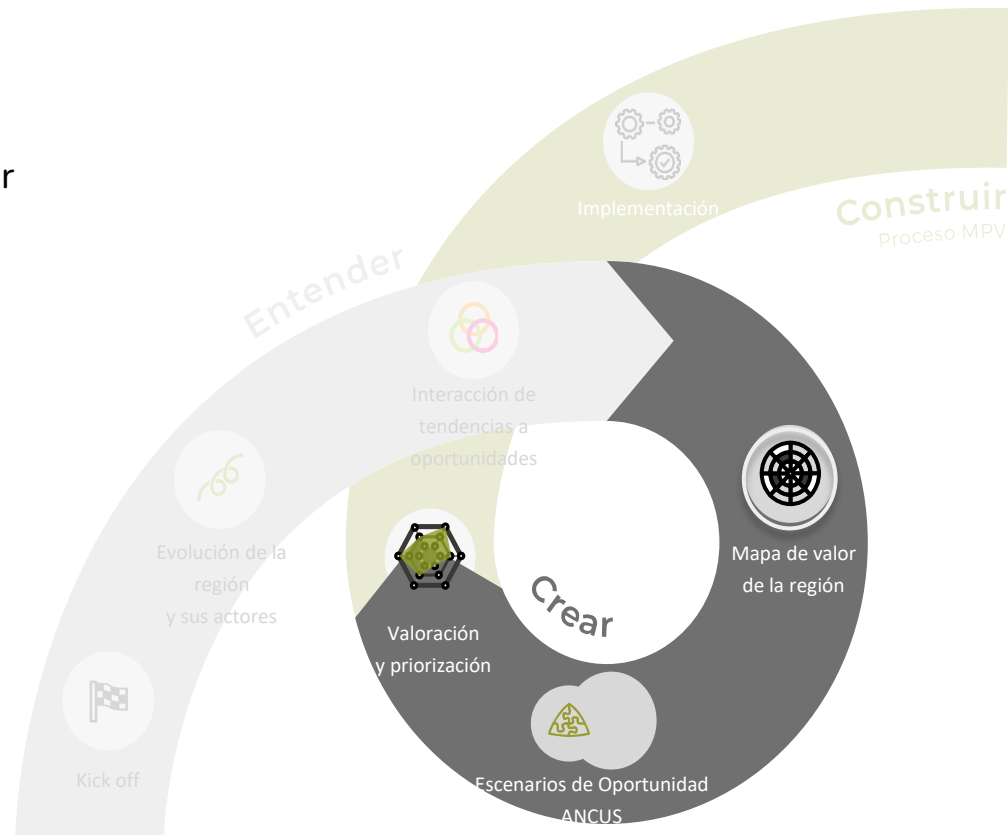 r
Implementación
Construir
Proceso MPV
Entender
Interacción de
tendencias a
oportunidades
Evolución de la
región
y sus actores
Kick off
Crear
Mapa de valor
de la región
Valoración
y priorización
Escenarios de Oportunidad
ANCUS